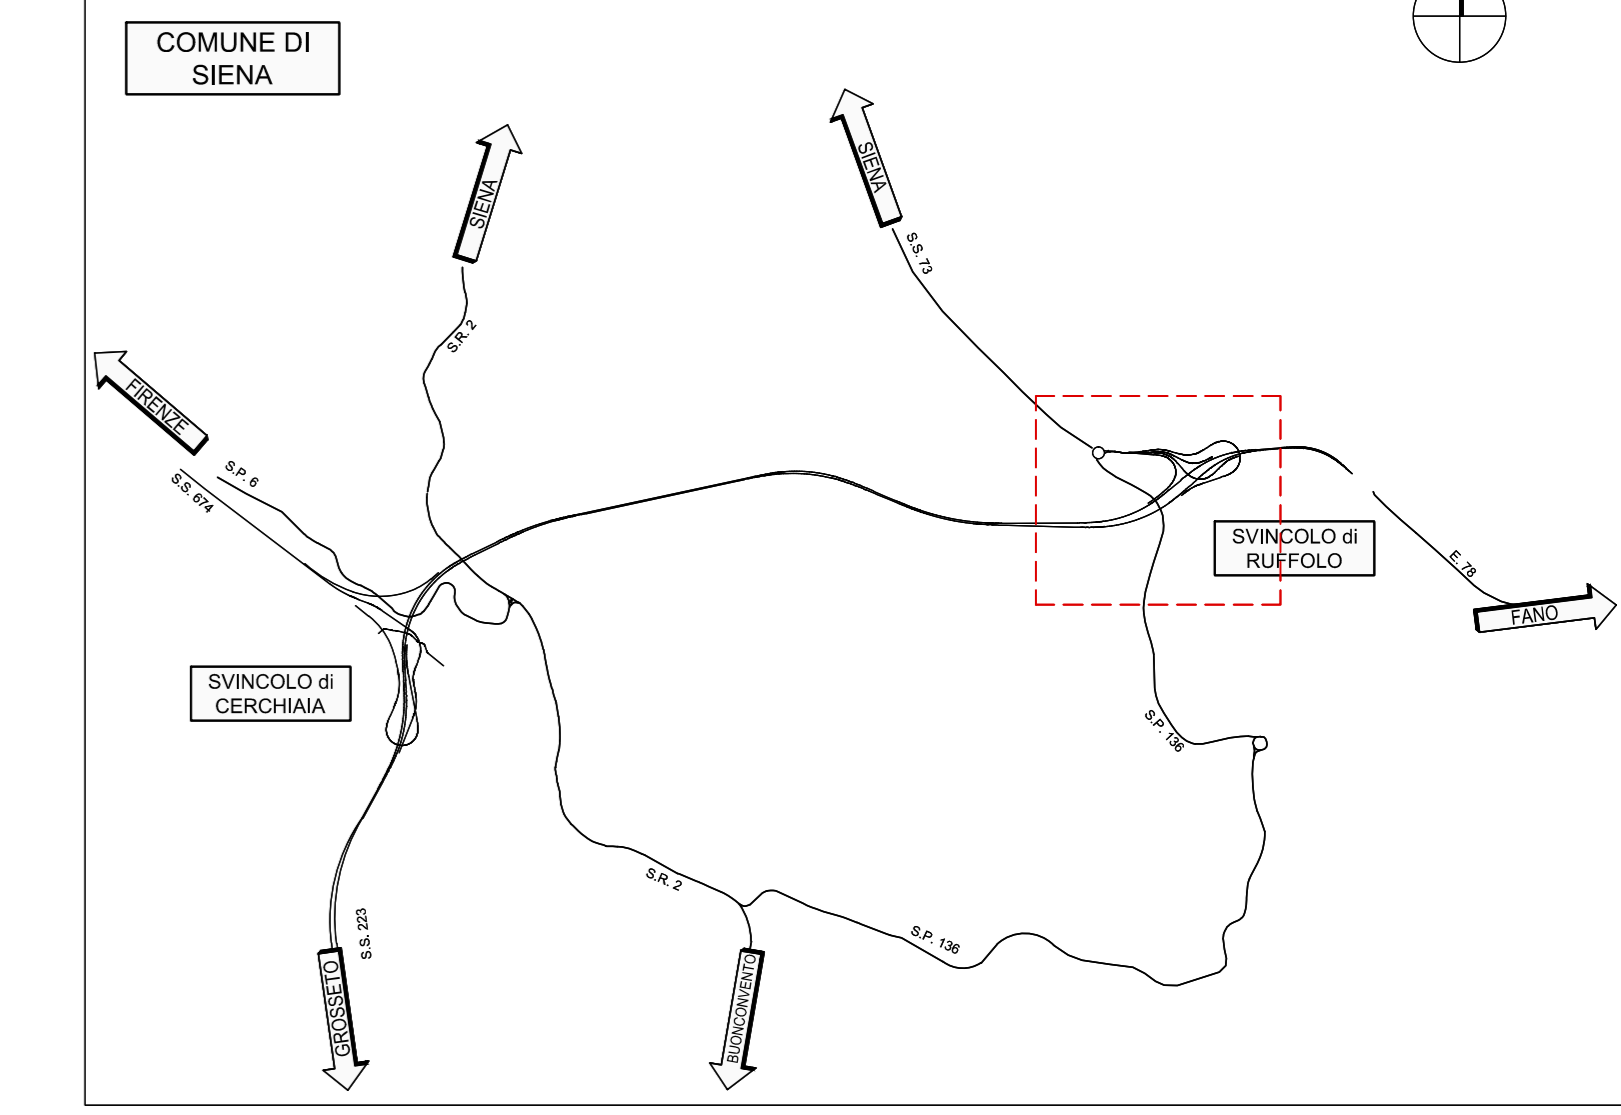 COMUNE DI
SIENA
SIENA
SIENA
S.S. 73
S.R. 2
FIRENZE
S.P. 6
S.S. 674
SVINCOLO di
RUFFOLO
E. 78
FANO
SVINCOLO di
CERCHIAIA
S.P. 136
S.R. 2
S.S. 223
S.P. 136
GROSSETO
BUONCONVENTO